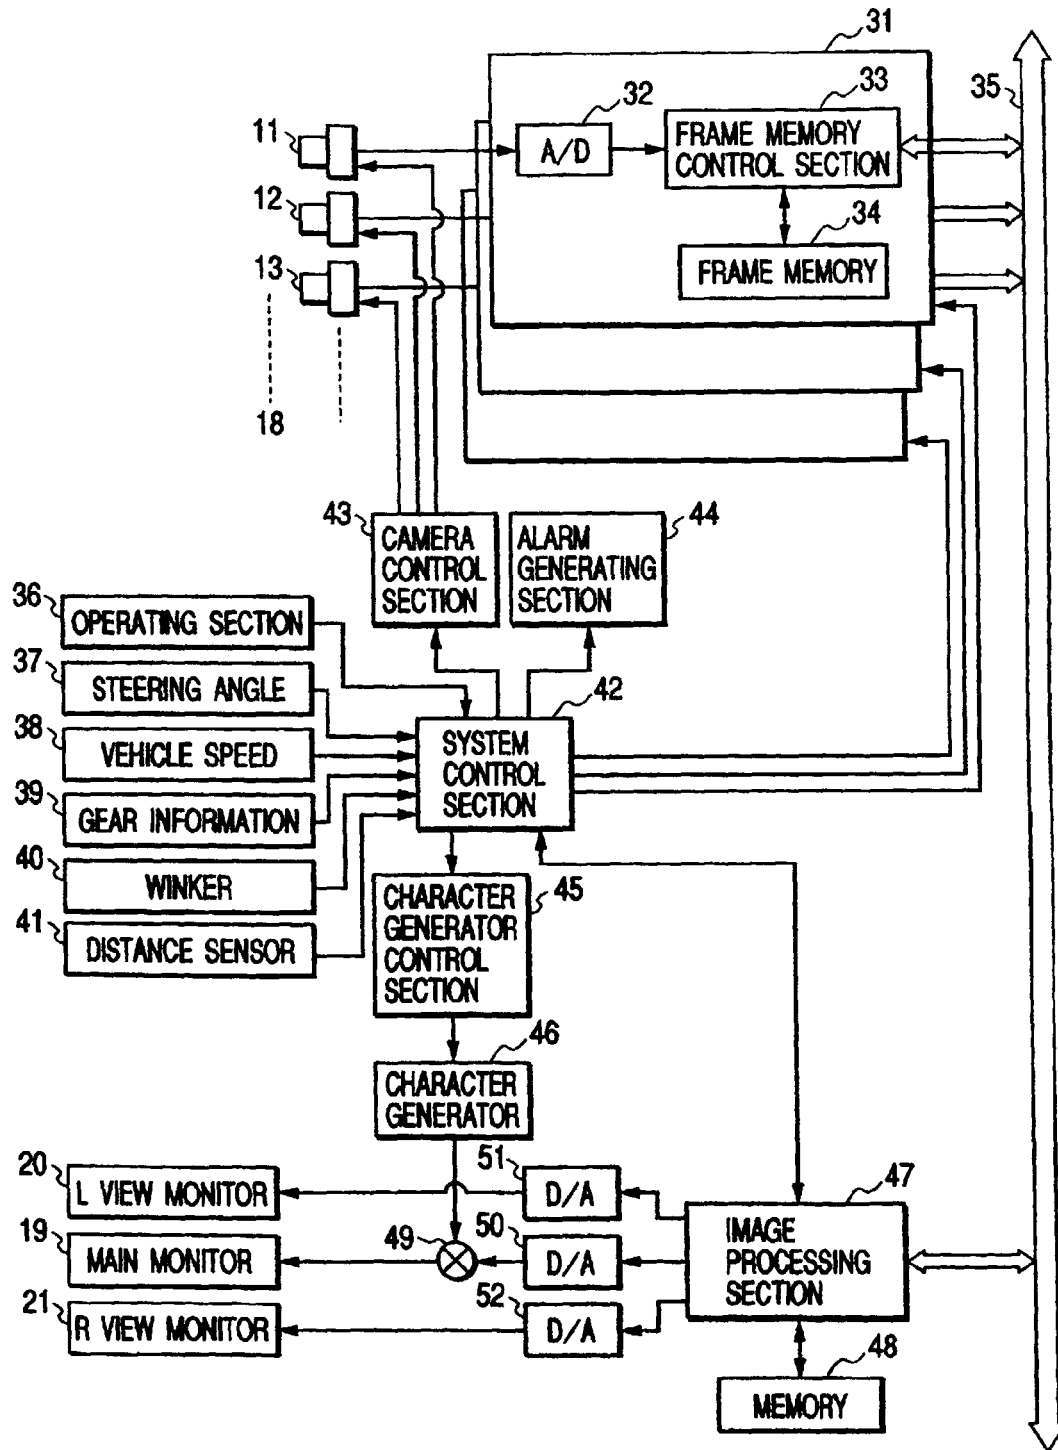 31
35
32
33
11
A/D
FRAME MEMORY
CONTROL SECTION
12
34
13
FRAME MEMORY
18
43
44
CAMERA
CONTROL
SECTION
ALARM
GENERATING
SECTION
36
OPERATING SECTION
37
STEERING ANGLE
42
38
VEHICLE SPEED
SYSTEM
CONTROL
SECTION
39
GEAR INFORMATION
40
WINKER
45
CHARACTER
GENERATOR
CONTROL
SECTION
41
DISTANCE SENSOR
46
CHARACTER
GENERATOR
20
L VIEW MONITOR
51
D/A
47
19
MAIN MONITOR
49
50
D/A
IMAGE
PROCESSING
SECTION
21
R VIEW MONITOR
52
D/A
48
MEMORY